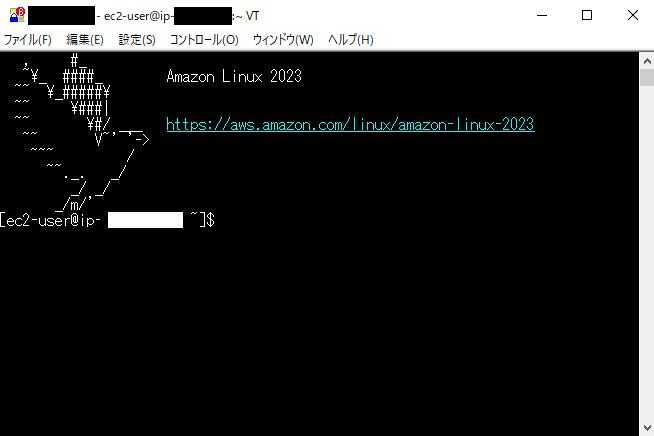 - ec2-user@ip- :~ VT
ファイル(F) 編集(E) 設定(S) コントロール(O) ウィンドウ(W) ヘルプ(H)
   ,     #_
   ~¥_  ####_        Amazon Linux 2023
  ~~  ¥_#####¥
  ~~     ¥###|
  ~~       ¥#/ ___   https://aws.amazon.com/linux/amazon-linux-2023
   ~~       V~' '->
    ~~~         /
      ~~._.   _/
         _/ _/
       _/m/'
[ec2-user@ip- ~]$